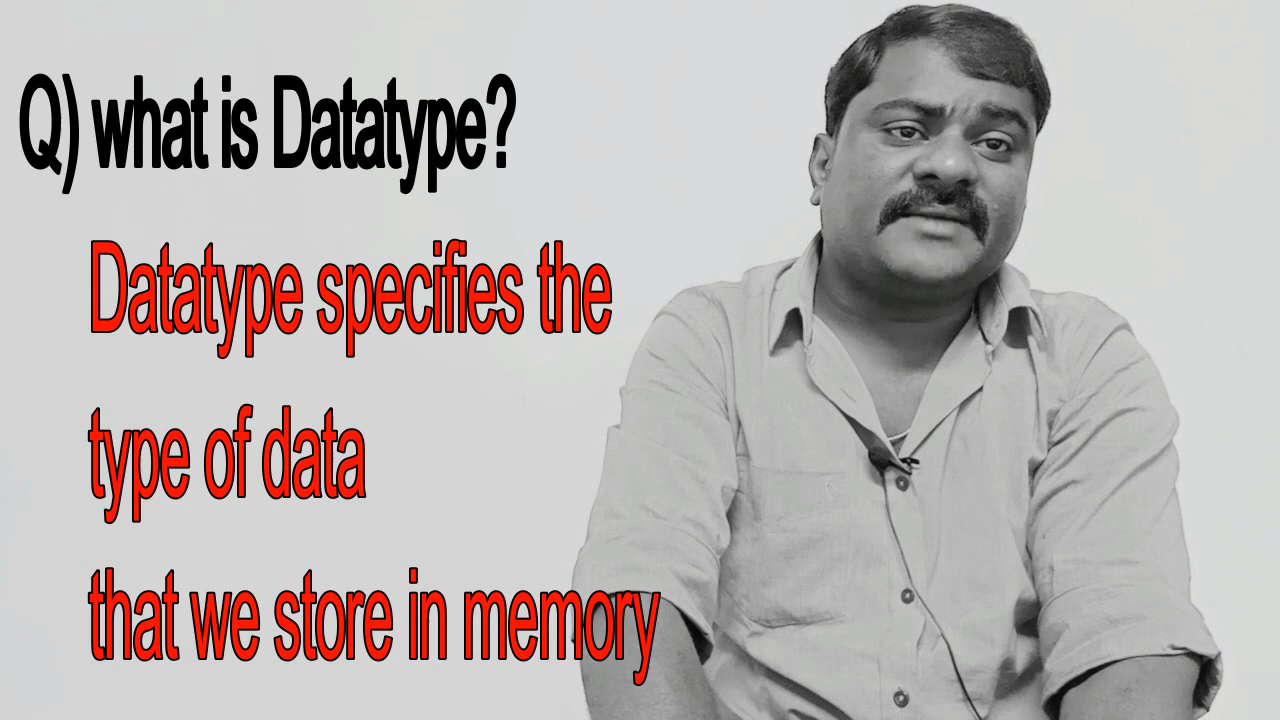 Q) what is Datatype?
Datatype specifies the
type of data
that we store in memory